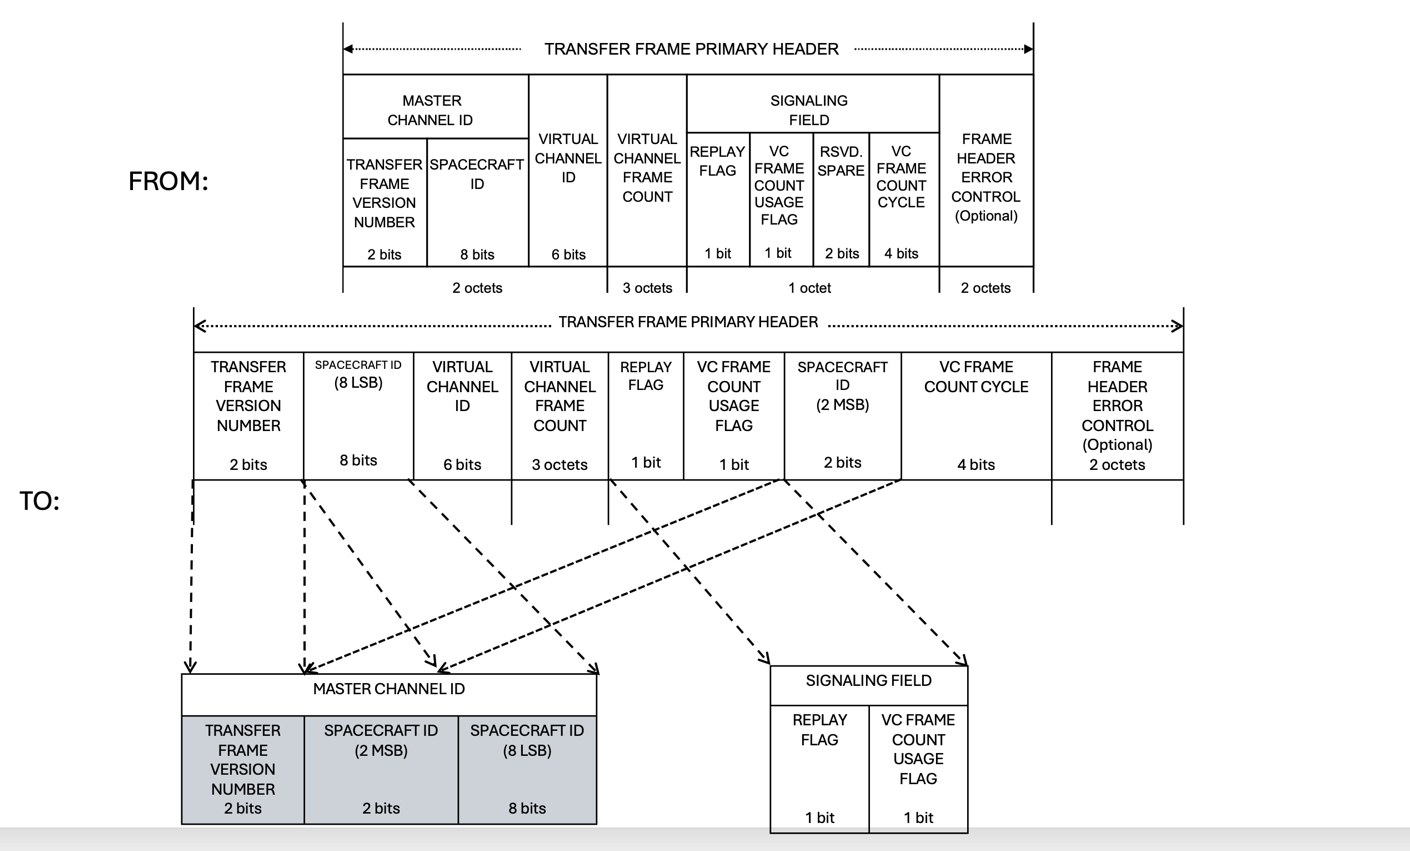 TRANSFER FRAME PRIMARY HEADER
MASTER
CHANNEL ID
SIGNALING
FIELD
TRANSFER
FRAME
VERSION
NUMBER
2 bits
SPACECRAFT
ID
8 bits
VIRTUAL
CHANNEL
ID
6 bits
VIRTUAL
CHANNEL
FRAME
COUNT
REPLAY
FLAG
1 bit
VC
FRAME
COUNT
USAGE
FLAG
1 bit
RSVD.
SPARE
2 bits
VC
FRAME
COUNT
CYCLE
4 bits
FRAME
HEADER
ERROR
CONTROL
(Optional)
FROM:
2 octets
3 octets
1 octet
2 octets
TRANSFER FRAME PRIMARY HEADER
TRANSFER
FRAME
VERSION
NUMBER
2 bits
SPACECRAFT ID
(8 LSB)
8 bits
VIRTUAL
CHANNEL
ID
6 bits
VIRTUAL
CHANNEL
FRAME
COUNT
3 octets
REPLAY
FLAG
1 bit
VC FRAME
COUNT
USAGE
FLAG
1 bit
SPACECRAFT
ID
(2 MSB)
2 bits
VC FRAME
COUNT CYCLE
4 bits
FRAME
HEADER
ERROR
CONTROL
(Optional)
2 octets
TO:
MASTER CHANNEL ID
TRANSFER
FRAME
VERSION
NUMBER
2 bits
SPACECRAFT ID
(2 MSB)
2 bits
SPACECRAFT ID
(8 LSB)
8 bits
SIGNALING FIELD
REPLAY
FLAG
1 bit
VC FRAME
COUNT
USAGE
FLAG
1 bit